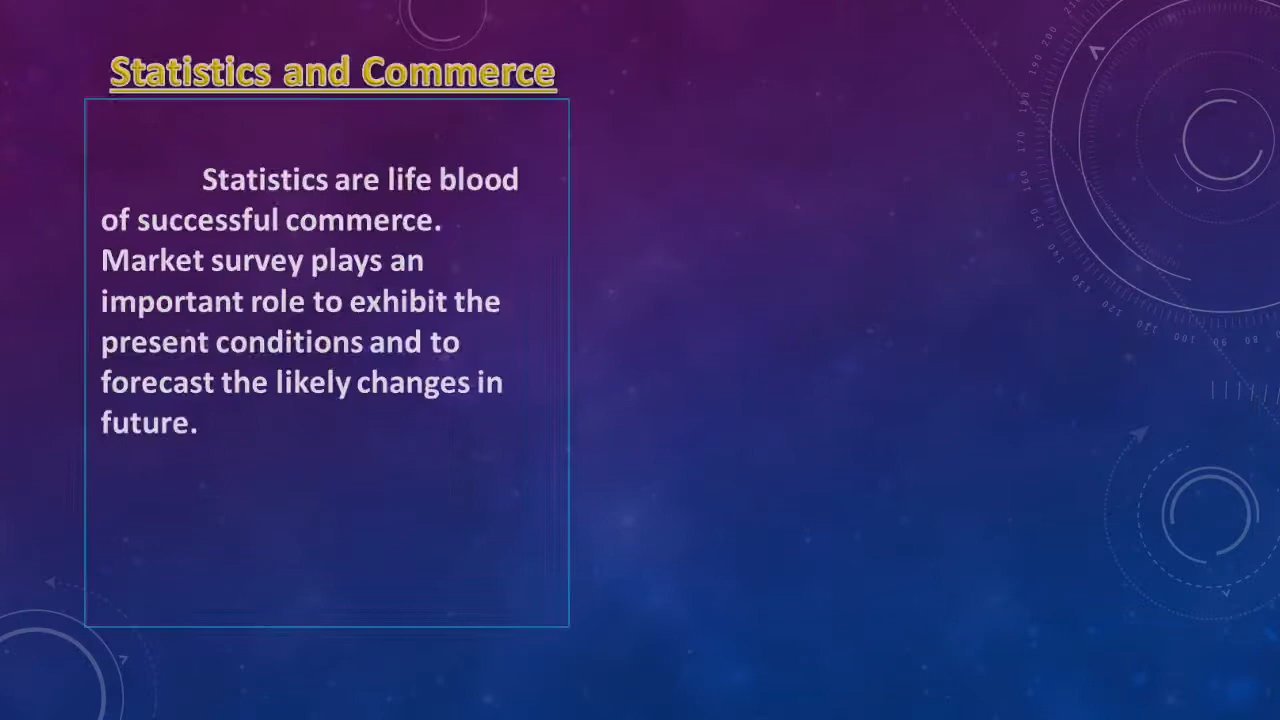 Statistics and Commerce
Statistics are life blood
of successful commerce.
Market survey plays an
important role to exhibit the
present conditions and to
forecast the likely changes in
future.